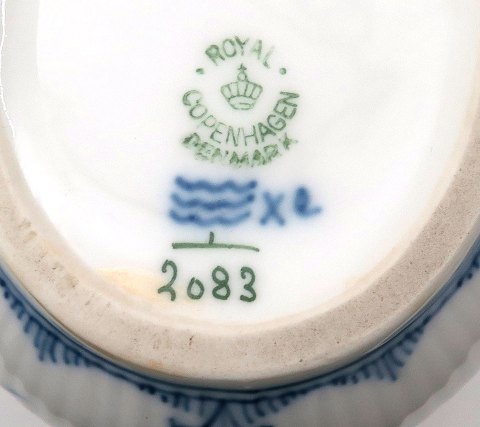 ROYAL
COPENHAGEN
DENMARK
1
2083